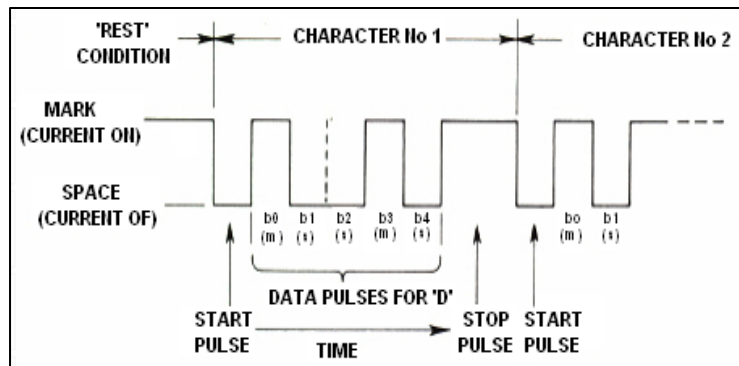 'REST' CONDITION
CHARACTER No 1
CHARACTER No 2
MARK
(CURRENT ON)
SPACE
(CURRENT OF)
b0 b1 b2 b3 b4 bo b1
(m) (s) (s) (m) (s) (m) (s)
DATA PULSES FOR 'D'
START PULSE
TIME
STOP PULSE
START PULSE